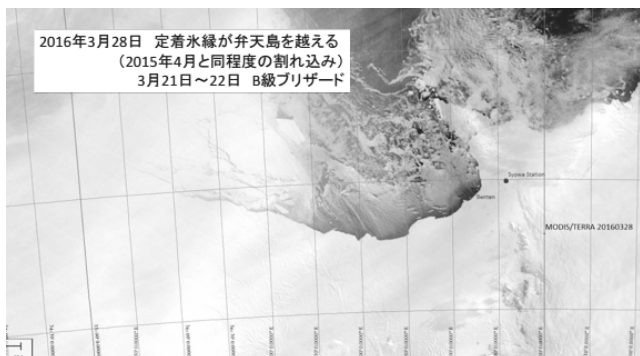 2016年3月28日 定着氷縁が弁天島を越える
（2015年4月と同程度の割れ込み）
3月21日～22日 B級ブリザード
Syowa Station
Benten
MODIS/TERRA 20160328